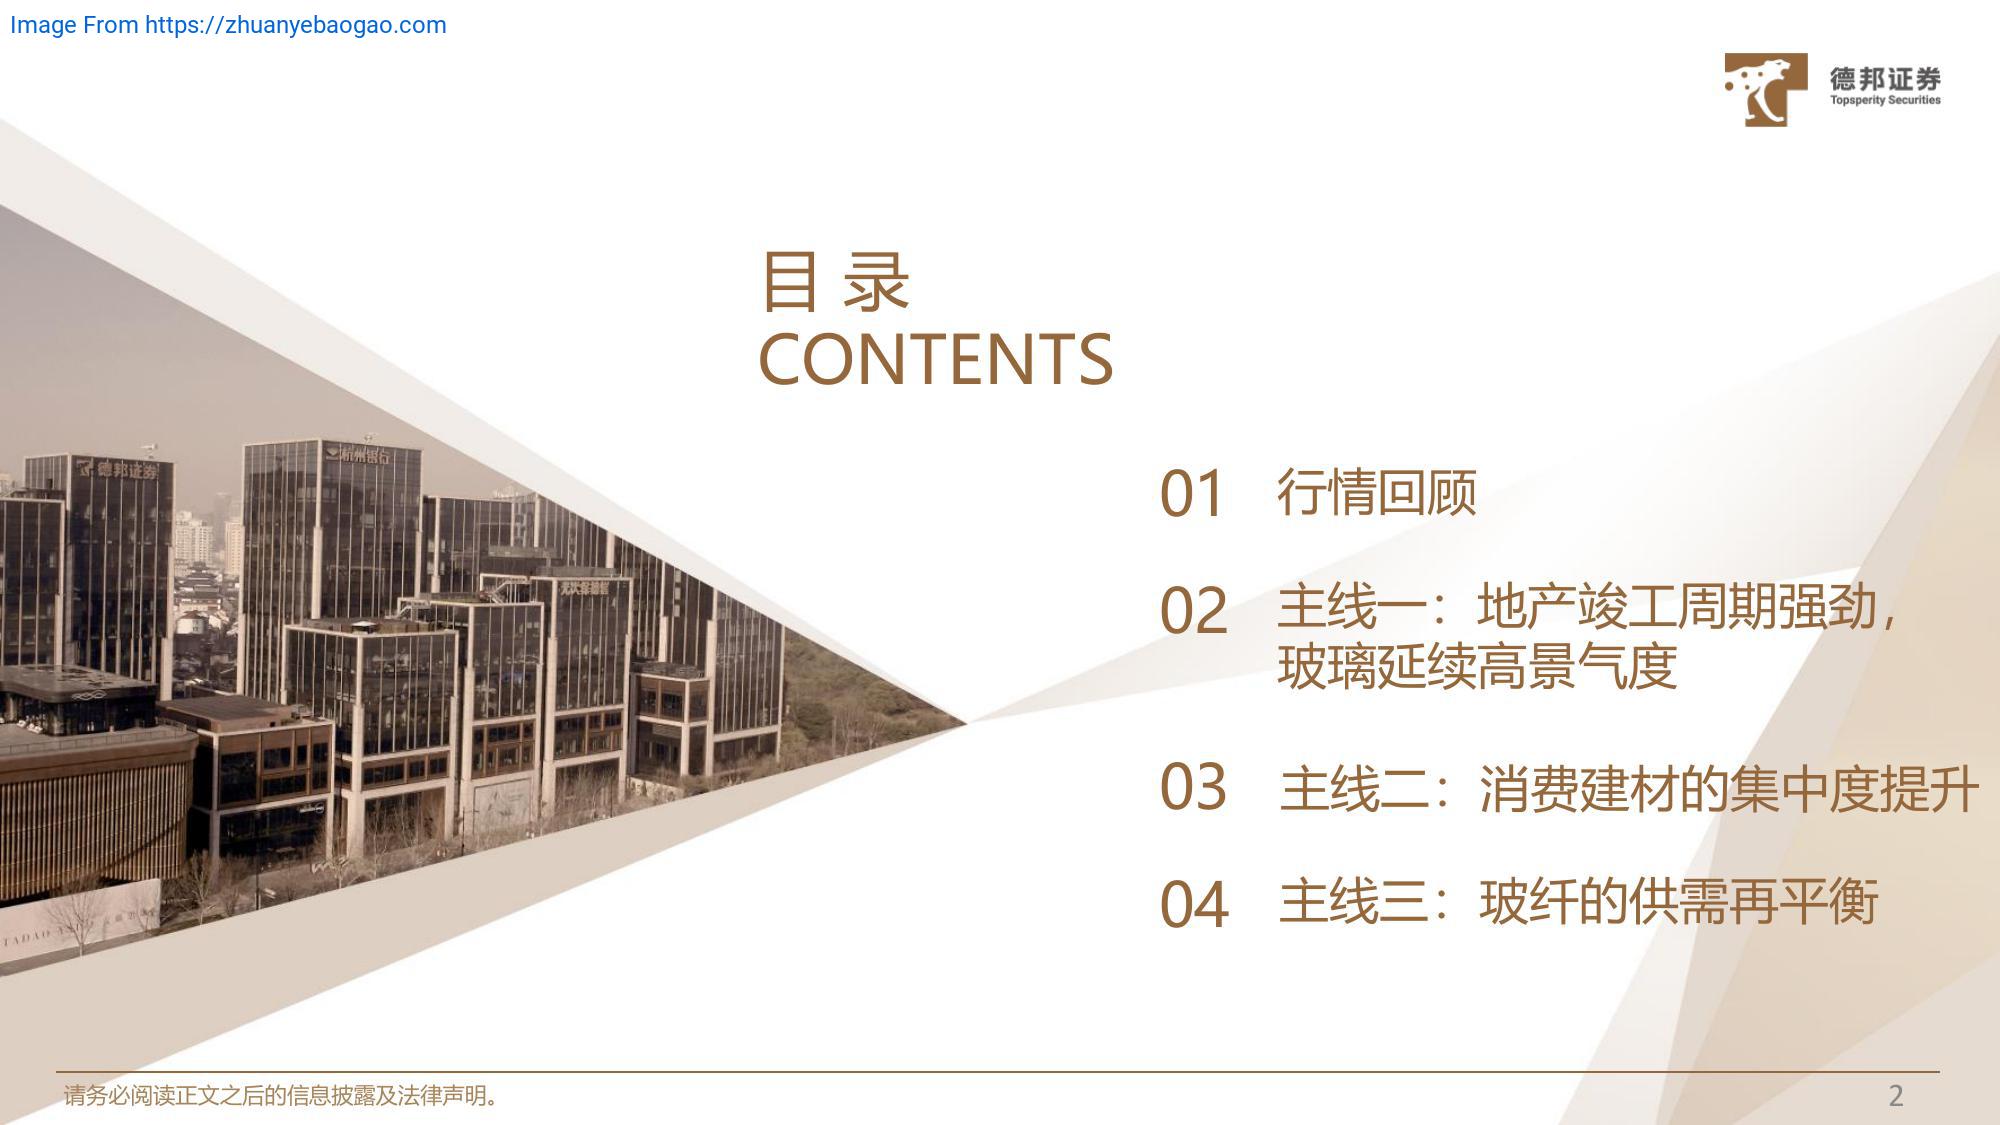 Image From https://zhuanyebaogao.com
德邦证券
Topsperity Securities
目 录
CONTENTS
01 行情回顾
02 主线一：地产竣工周期强劲，
玻璃延续高景气度
03 主线二：消费建材的集中度提升
04 主线三：玻纤的供需再平衡
德邦证券
杭州银行
请务必阅读正文之后的信息披露及法律声明。
2